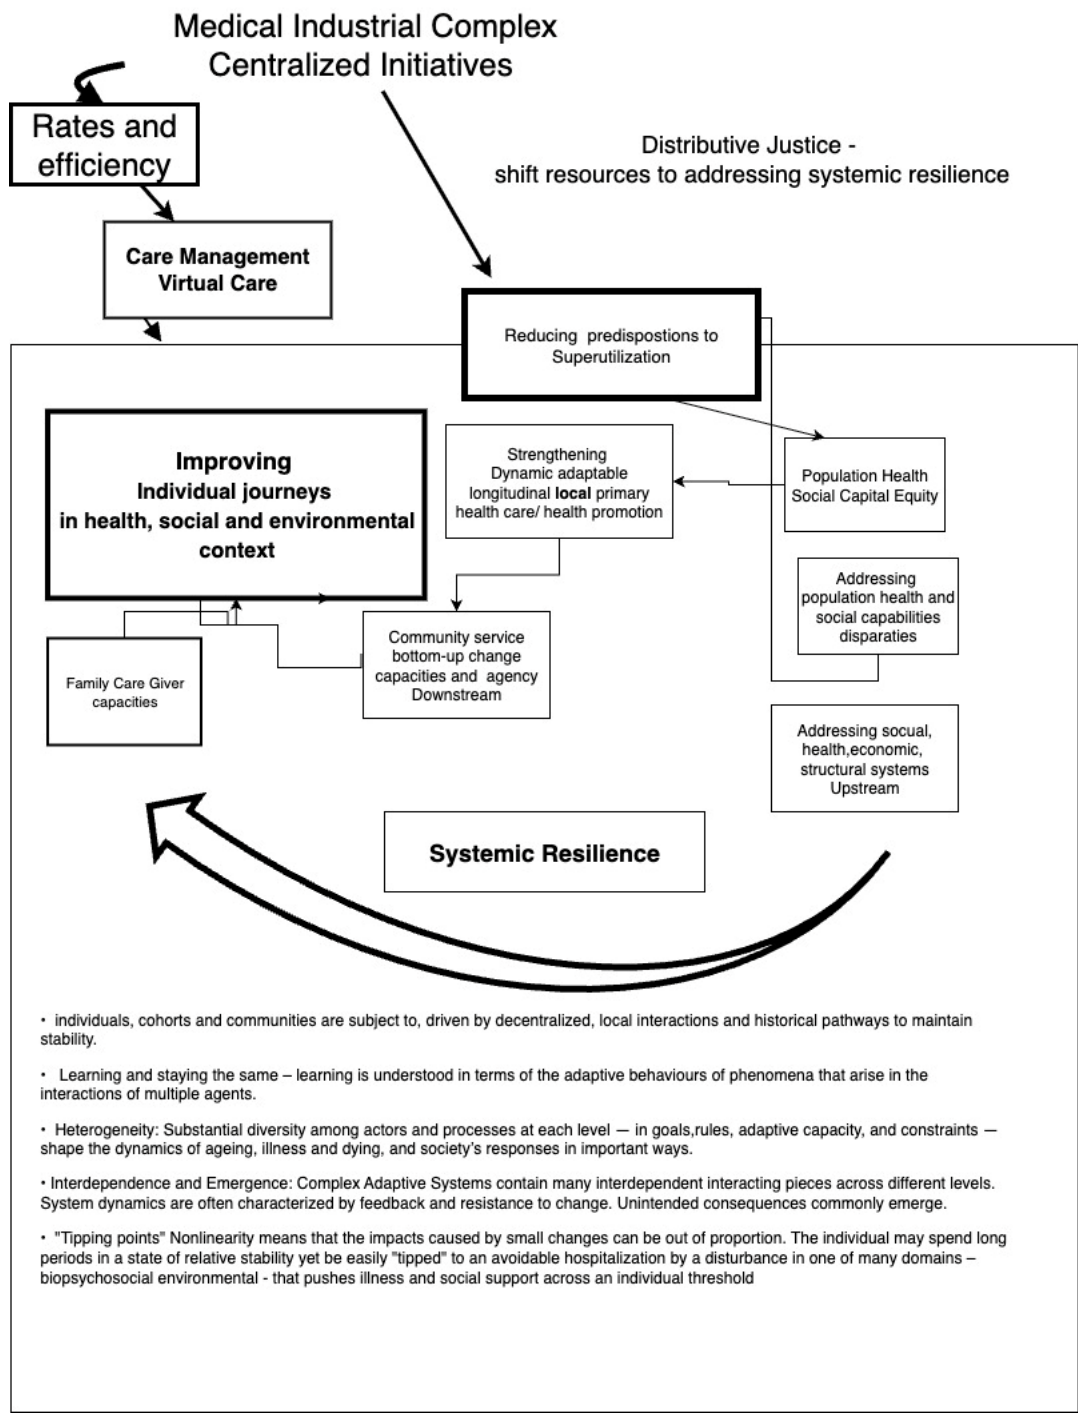 Medical Industrial Complex
Centralized Initiatives
Rates and
efficiency
Distributive Justice -
shift resources to addressing systemic resilience
Care Management
Virtual Care
Reducing predispostions to
Superutilization
Improving
Individual journeys
in health, social and environmental
context
Strengthening
Dynamic adaptable
longitudinal local primary
health care/ health promotion
Population Health
Social Capital Equity
Addressing
population health and
social capabilities
disparaties
Family Care Giver
capacities
Community service
bottom-up change
capacities and agency
Downstream
Addressing socual,
health,economic,
structural systems
Upstream
Systemic Resilience
• individuals, cohorts and communities are subject to, driven by decentralized, local interactions and historical pathways to maintain
stability.
• Learning and staying the same – learning is understood in terms of the adaptive behaviours of phenomena that arise in the
interactions of multiple agents.
• Heterogeneity: Substantial diversity among actors and processes at each level — in goals,rules, adaptive capacity, and constraints —
shape the dynamics of ageing, illness and dying, and society's responses in important ways.
• Interdependence and Emergence: Complex Adaptive Systems contain many interdependent interacting pieces across different levels.
System dynamics are often characterized by feedback and resistance to change. Unintended consequences commonly emerge.
• "Tipping points" Nonlinearity means that the impacts caused by small changes can be out of proportion. The individual may spend long
periods in a state of relative stability yet be easily "tipped" to an avoidable hospitalization by a disturbance in one of many domains –
biopsychosocial environmental - that pushes illness and social support across an individual threshold